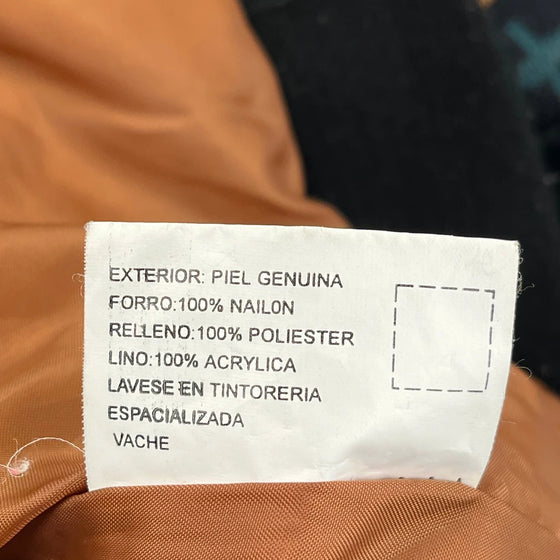 EXTERIOR: PIEL GENUINA
FORRO:100% NAILON
RELLENO:100% POLIESTER
LINO:100% ACRYLICA
LAVESE EN TINTORERIA
ESPACIALIZADA
VACHE